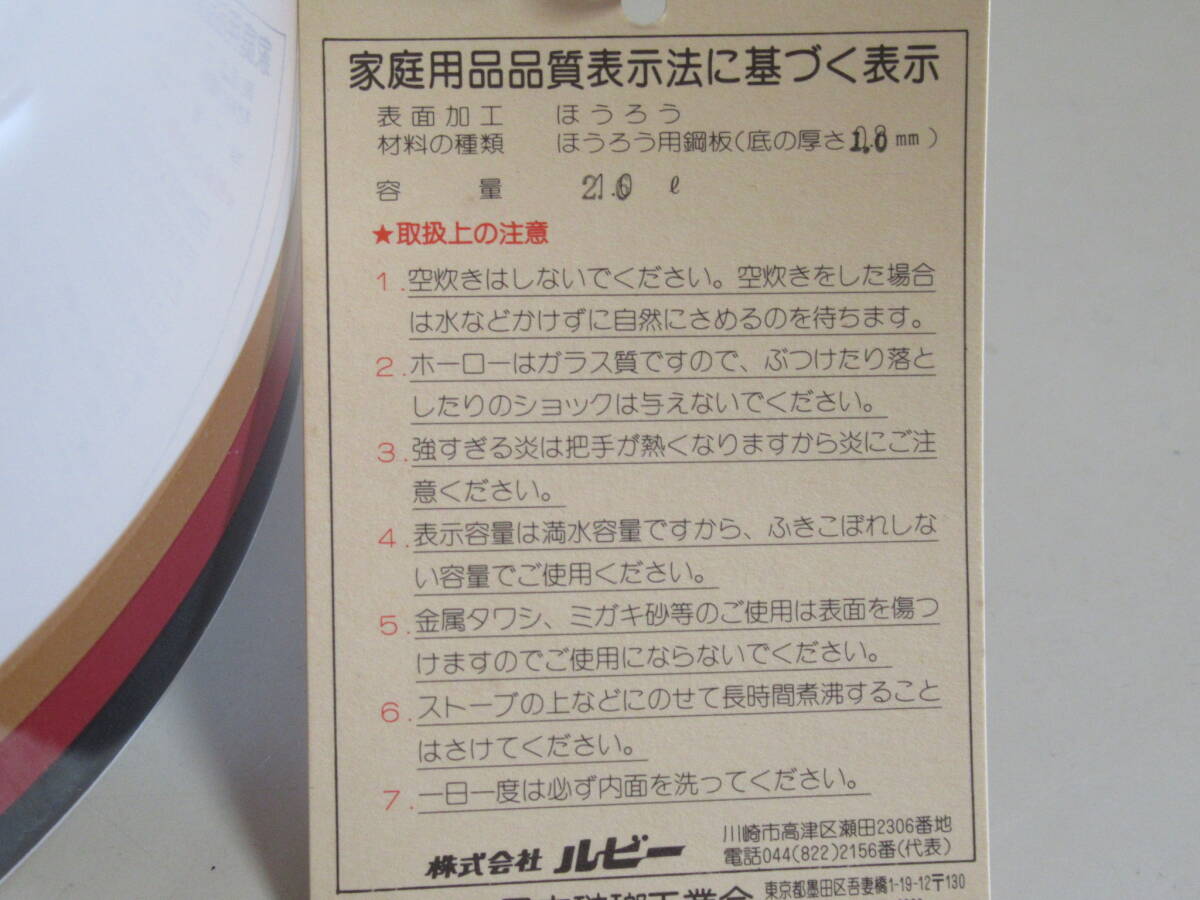 家庭用品品質表示法に基づく表示
表面加工 ほうろう
材料の種類 ほうろう用鋼板(底の厚さ mm)
容量 ℓ
★取扱上の注意
1.空炊きはしないでください。空炊きをした場合
は水などかけずに自然にさめるのを待ちます。
2.ホーローはガラス質ですので、ぶつけたり落と
したりのショックは与えないでください。
3.強すぎる炎は把手が熱くなりますから炎にご注
意ください。
4.表示容量は満水容量ですから、ふきこぼれしな
い容量でご使用ください。
5.金属タワシ、ミガキ砂等のご使用は表面を傷つ
けますのでご使用にならないでください。
6.ストーブの上などにのせて長時間煮沸すること
はさけてください。
7.一日一度は必ず内面を洗ってください。
株式会社 ルビー
川崎市高津区瀬田2306番地
電話044(822)2156番(代表)
東京都墨田区吾妻橋1-19-12〒130